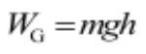 W_G = mgh